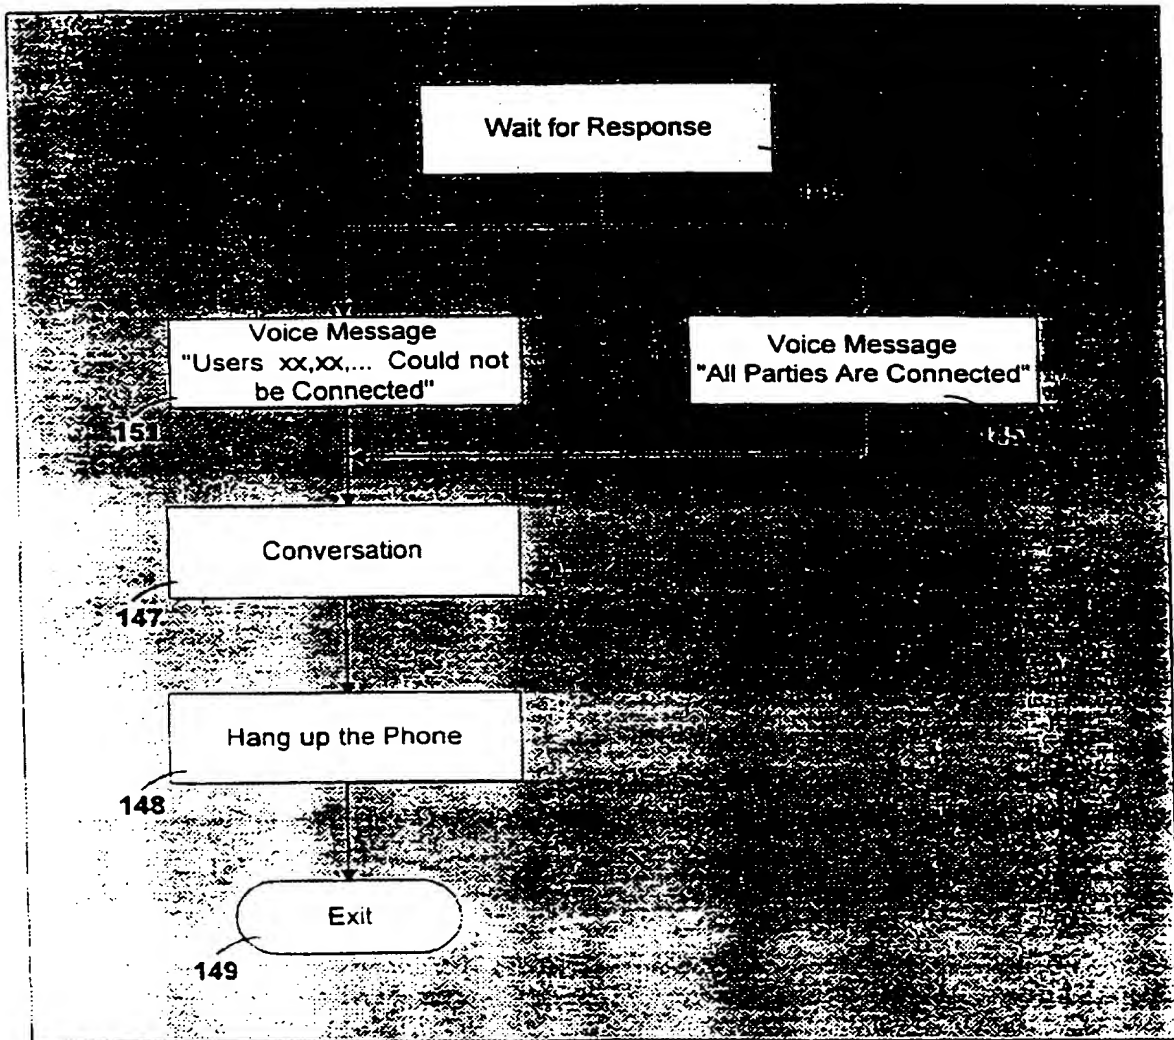 Wait for Response
Voice Message
"Users xx,xx,... Could not
be Connected"
Voice Message
"All Parties Are Connected"
151
Conversation
147
Hang up the Phone
148
Exit
149